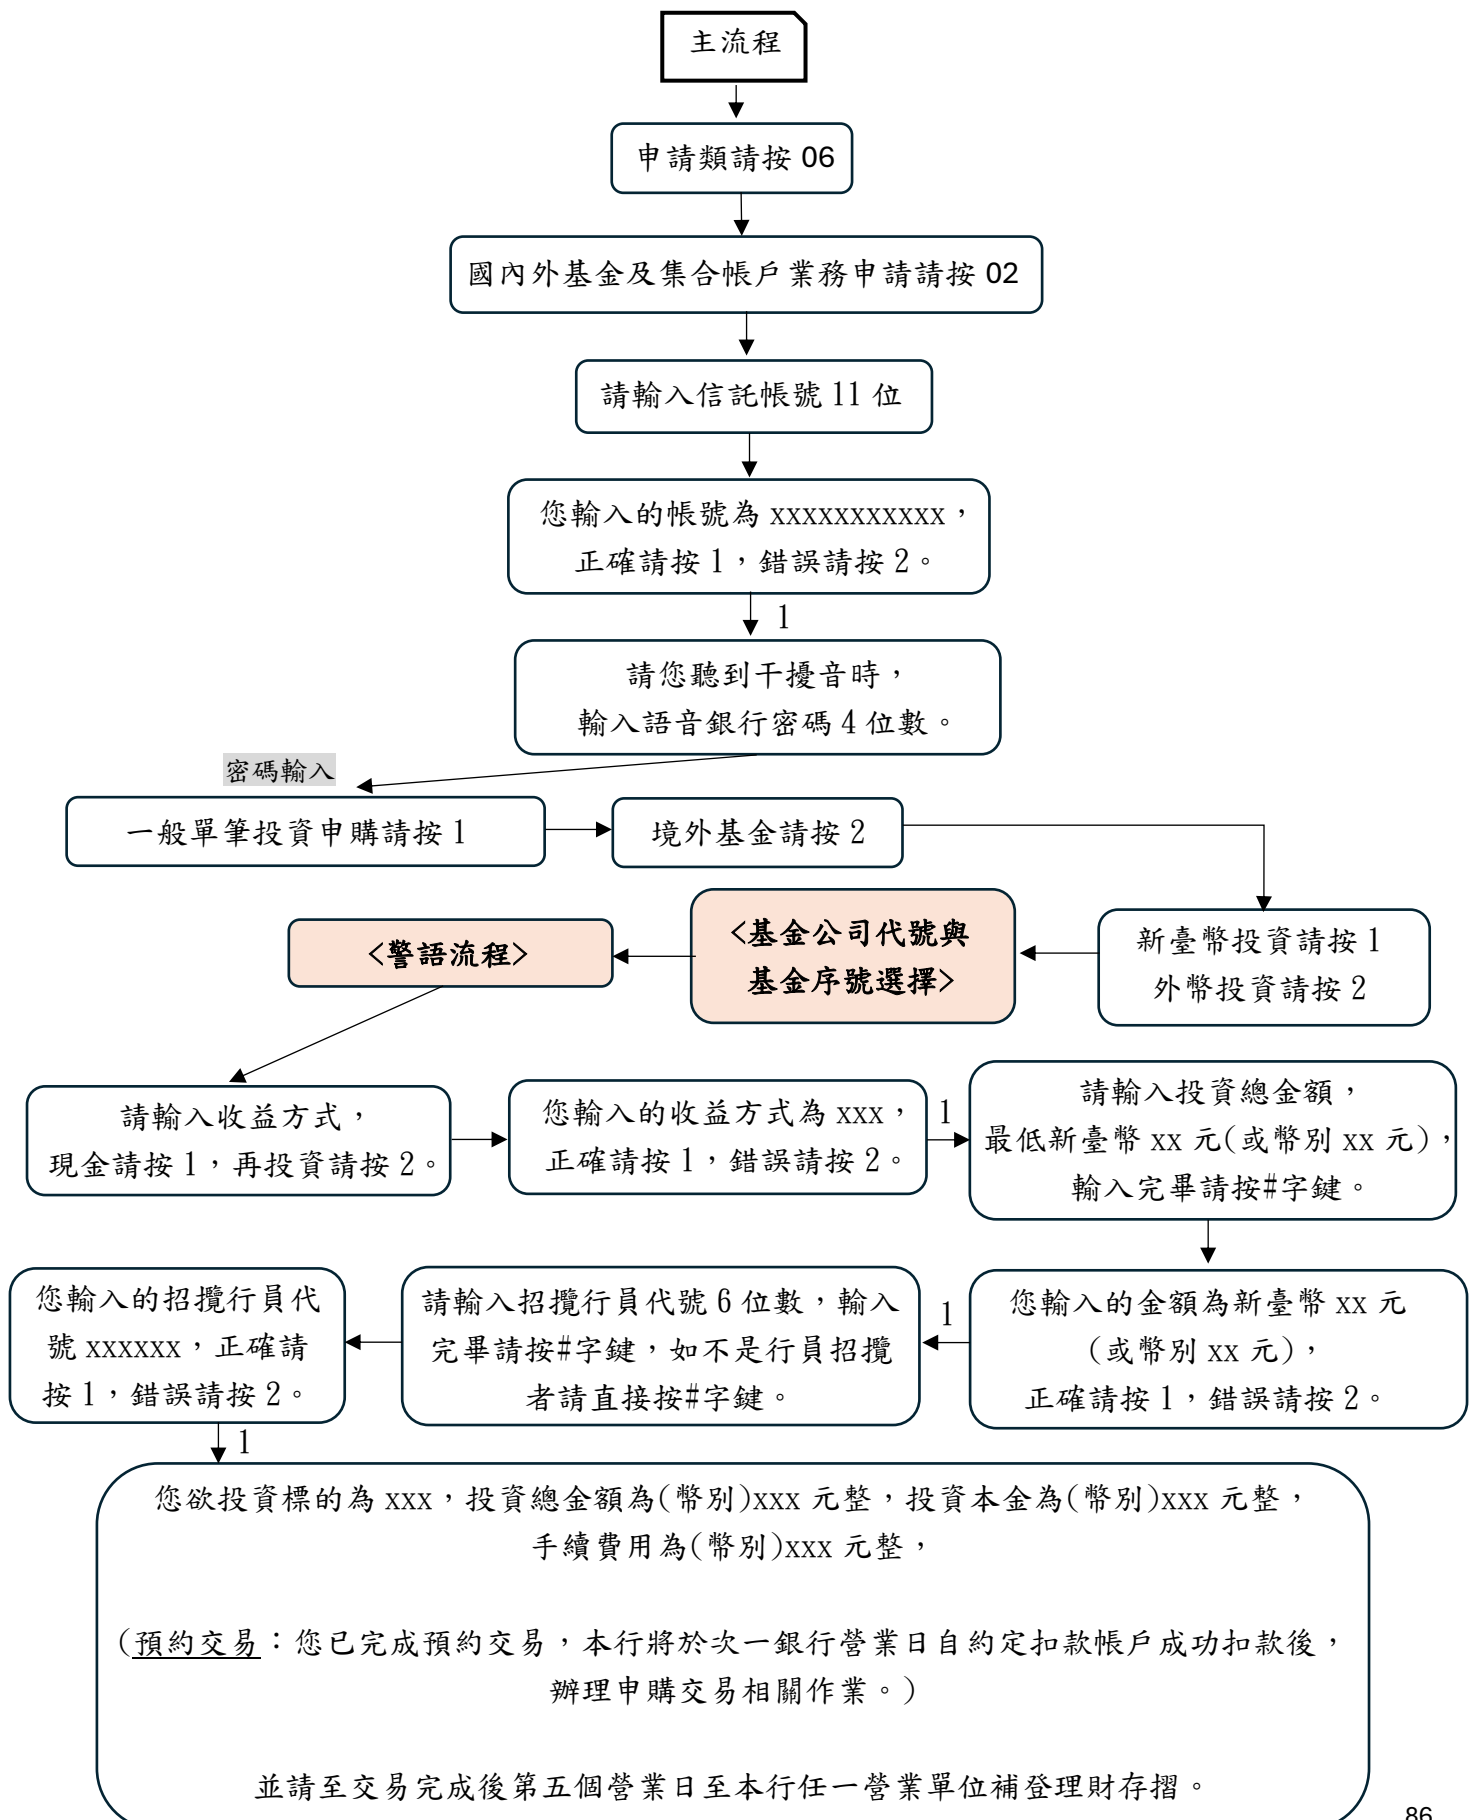 主流程
申請類請按 06
國內外基金及集合帳戶業務申請請按 02
請輸入信託帳號 11 位
您輸入的帳號為 xxxxxxxxxxx，
正確請按 1，錯誤請按 2。
1
請您聽到干擾音時，
輸入語音銀行密碼 4 位數。
密碼輸入
一般單筆投資申購請按 1
境外基金請按 2
新臺幣投資請按 1
外幣投資請按 2
<基金公司代號與
基金序號選擇>
<警語流程>
請輸入收益方式，
現金請按 1，再投資請按 2。
您輸入的收益方式為 xxx，
正確請按 1，錯誤請按 2。
1
請輸入投資總金額，
最低新臺幣 xx 元(或幣別 xx 元)，
輸入完畢請按#字鍵。
您輸入的金額為新臺幣 xx 元
(或幣別 xx 元)，
正確請按 1，錯誤請按 2。
1
請輸入招攬行員代號 6 位數，輸入
完畢請按#字鍵，如不是行員招攬
者請直接按#字鍵。
您輸入的招攬行員代
號 xxxxxx，正確請
按 1，錯誤請按 2。
1
您欲投資標的為 xxx，投資總金額為(幣別)xxx 元整，投資本金為(幣別)xxx 元整，
手續費用為(幣別)xxx 元整，
(預約交易：您已完成預約交易，本行將於次一銀行營業日自約定扣款帳戶成功扣款後，
辦理申購交易相關作業。)
並請至交易完成後第五個營業日至本行任一營業單位補登理財存摺。
86